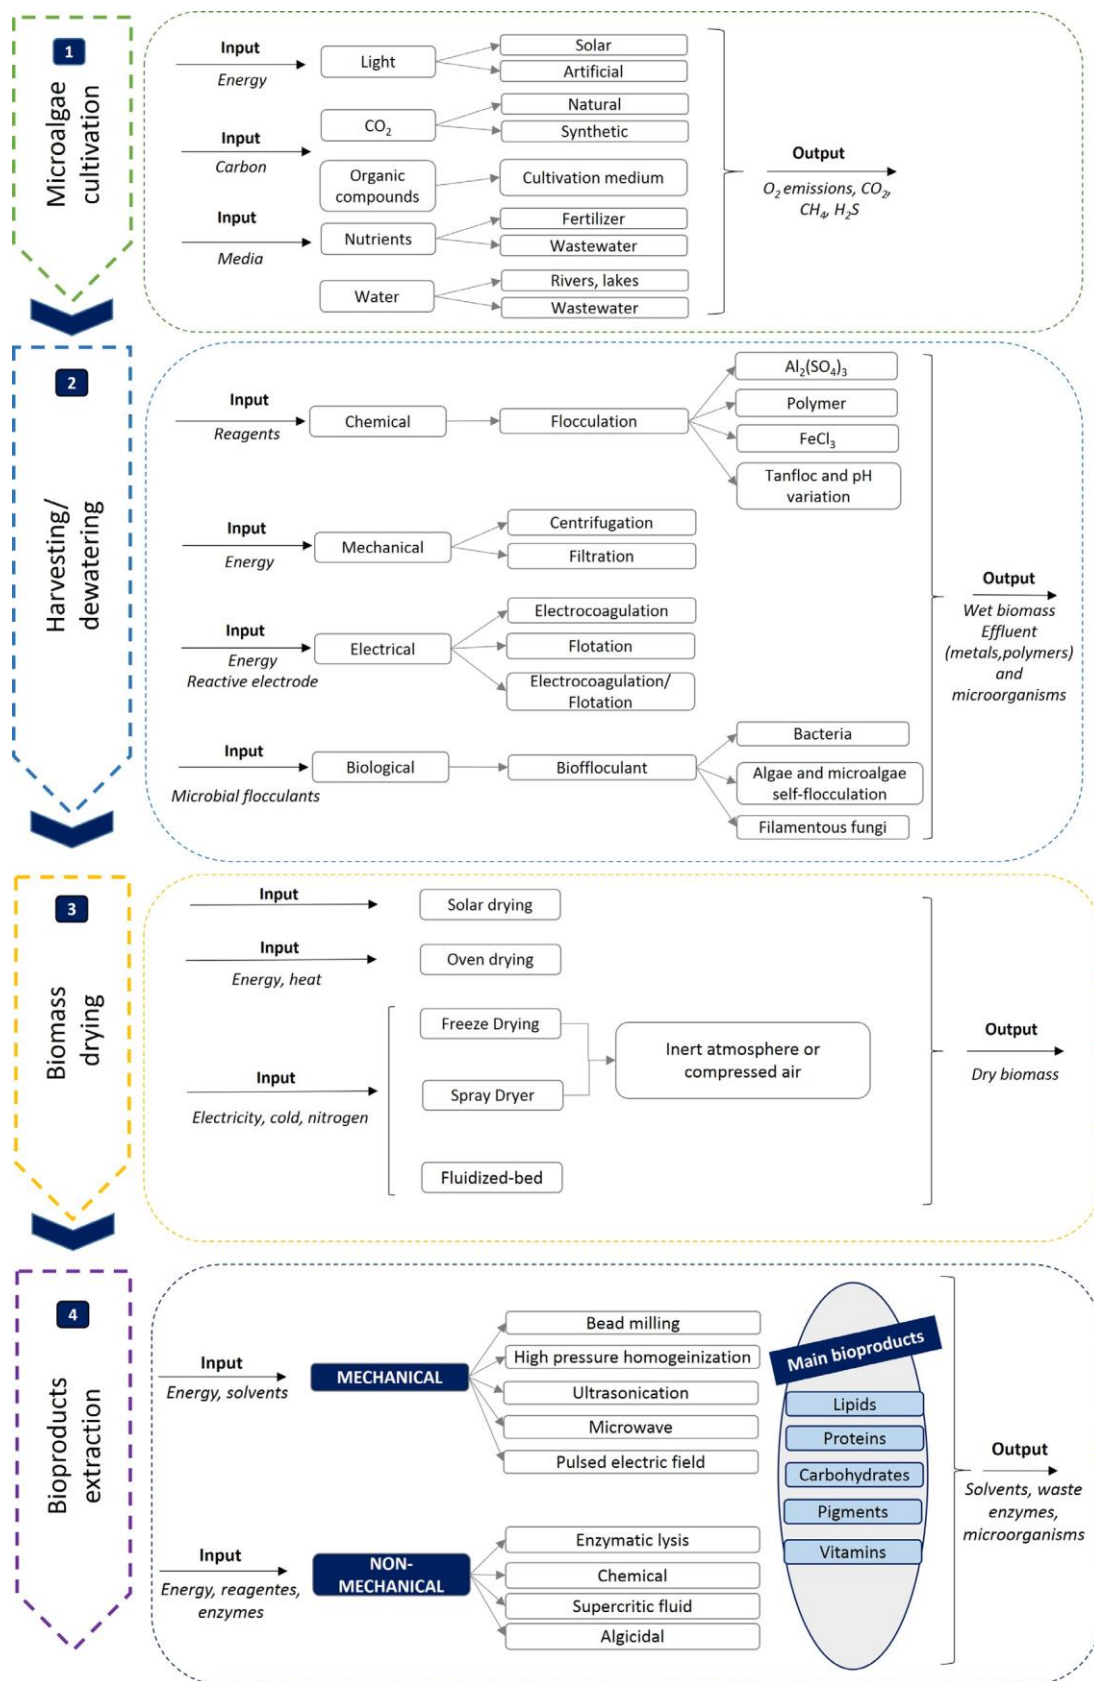 1
Microalgae
cultivation
Input
Energy
Light
Solar
Artificial
Input
Carbon
CO₂
Natural
Synthetic
Organic
compounds
Cultivation medium
Input
Media
Nutrients
Fertilizer
Wastewater
Water
Rivers, lakes
Wastewater
Output
O₂ emissions, CO₂,
CH₄, H₂S
2
Harvesting/
dewatering
Input
Reagents
Chemical
Flocculation
Al₂(SO₄)₃
Polymer
FeCl₃
Tanfloc and pH
variation
Input
Energy
Mechanical
Centrifugation
Filtration
Input
Energy
Reactive electrode
Electrical
Electrocoagulation
Flotation
Electrocoagulation/
Flotation
Input
Microbial flocculants
Biological
Bioffloculant
Bacteria
Algae and microalgae
self-flocculation
Filamentous fungi
Output
Wet biomass
Effluent
(metals,polymers)
and
microorganisms
3
Biomass
drying
Input
Solar drying
Input
Energy, heat
Oven drying
Input
Electricity, cold, nitrogen
Freeze Drying
Spray Dryer
Fluidized-bed
Inert atmosphere or
compressed air
Output
Dry biomass
4
Bioproducts
extraction
Input
Energy, solvents
MECHANICAL
Bead milling
High pressure homogeinization
Ultrasonication
Microwave
Pulsed electric field
Input
Energy, reagentes,
enzymes
NON-
MECHANICAL
Enzymatic lysis
Chemical
Supercritic fluid
Algicidal
Main bioproducts
Lipids
Proteins
Carbohydrates
Pigments
Vitamins
Output
Solvents, waste
enzymes,
microorganisms